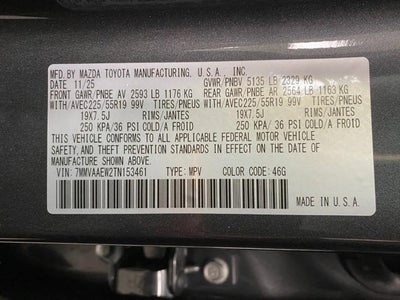 MFD. BY MAZDA TOYOTA MANUFACTURING, U.S.A., INC.
DATE 11/25 GVWR/PNBV 5135 LB 2329 KG
FRONT GAWR/PNBE AV 2593 LB 1176 KG REAR GAWR/PNBE AR 2564 LB 1163 KG
WITH/AVEC225/55R19 99V TIRES/PNEUS WITH/AVEC225/55R19 99V TIRES/PNEUS
19X7.5J RIMS/JANTES 19X7.5J RIMS/JANTES
250 KPA/36 PSI COLD/A FROID 250 KPA/36 PSI COLD/A FROID
THIS VEHICLE CONFORMS TO ALL APPLICABLE FEDERAL MOTOR VEHICLE
SAFETY, AND THEFT PREVENTION STANDARDS IN EFFECT ON THE DATE OF
MANUFACTURE SHOWN ABOVE.
VIN: 7MMVAAEW2TN153461 TYPE: MPV COLOR CODE: 46G
MADE IN U.S.A.